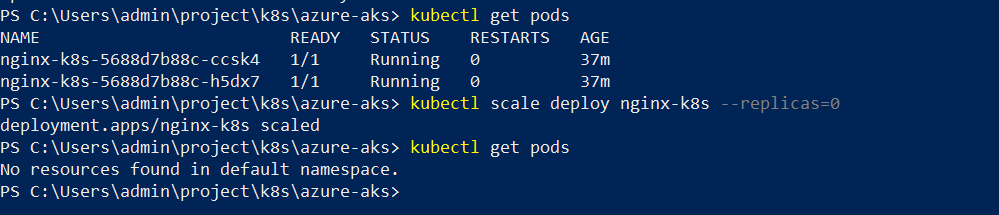 PS C:\Users\admin\project\k8s\azure-aks> kubectl get pods
NAME READY STATUS RESTARTS AGE
nginx-k8s-5688d7b88c-ccsk4 1/1 Running 0 37m
nginx-k8s-5688d7b88c-h5dx7 1/1 Running 0 37m
PS C:\Users\admin\project\k8s\azure-aks> kubectl scale deploy nginx-k8s --replicas=0
deployment.apps/nginx-k8s scaled
PS C:\Users\admin\project\k8s\azure-aks> kubectl get pods
No resources found in default namespace.
PS C:\Users\admin\project\k8s\azure-aks>